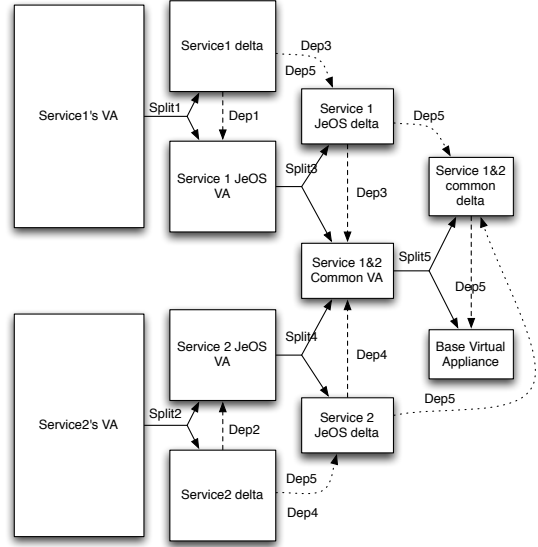 Service1 delta
Dep3
Dep5
Service1's VA
Split1
Dep1
Service 1
JeOS delta
Dep5
Service 1 JeOS
VA
Split3
Dep3
Service 1&2
common
delta
Service 1&2
Common VA
Split5
Dep5
Service 2 JeOS
VA
Split4
Base Virtual
Appliance
Dep4
Service2's VA
Split2
Dep2
Service 2
JeOS delta
Dep5
Service2 delta
Dep5
Dep4